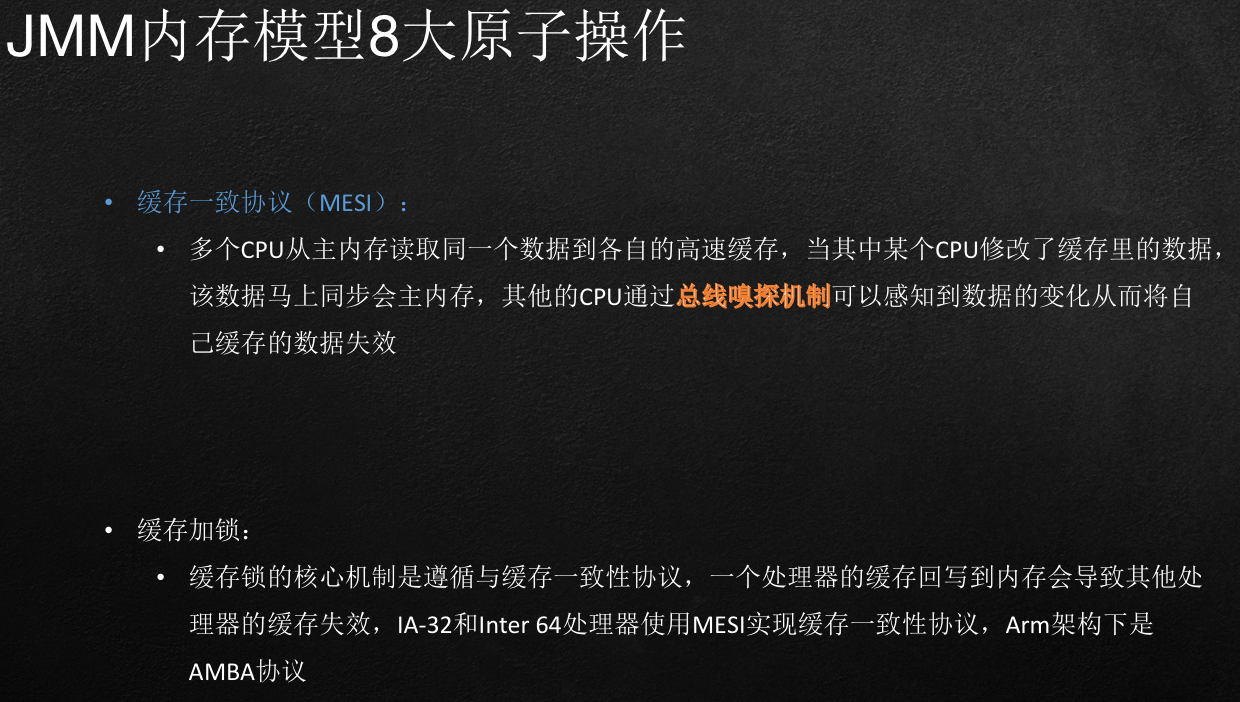 JMM内存模型8大原子操作
• 缓存一致协议（MESI）：
• 多个CPU从主内存读取同一个数据到各自的高速缓存，当其中某个CPU修改了缓存里的数据，
该数据马上同步会主内存，其他的CPU通过总线嗅探机制可以感知到数据的变化从而将自
己缓存的数据失效
• 缓存加锁：
• 缓存锁的核心机制是遵循与缓存一致性协议，一个处理器的缓存回写到内存会导致其他处
理器的缓存失效，IA-32和Inter 64处理器使用MESI实现缓存一致性协议，Arm架构下是
AMBA协议